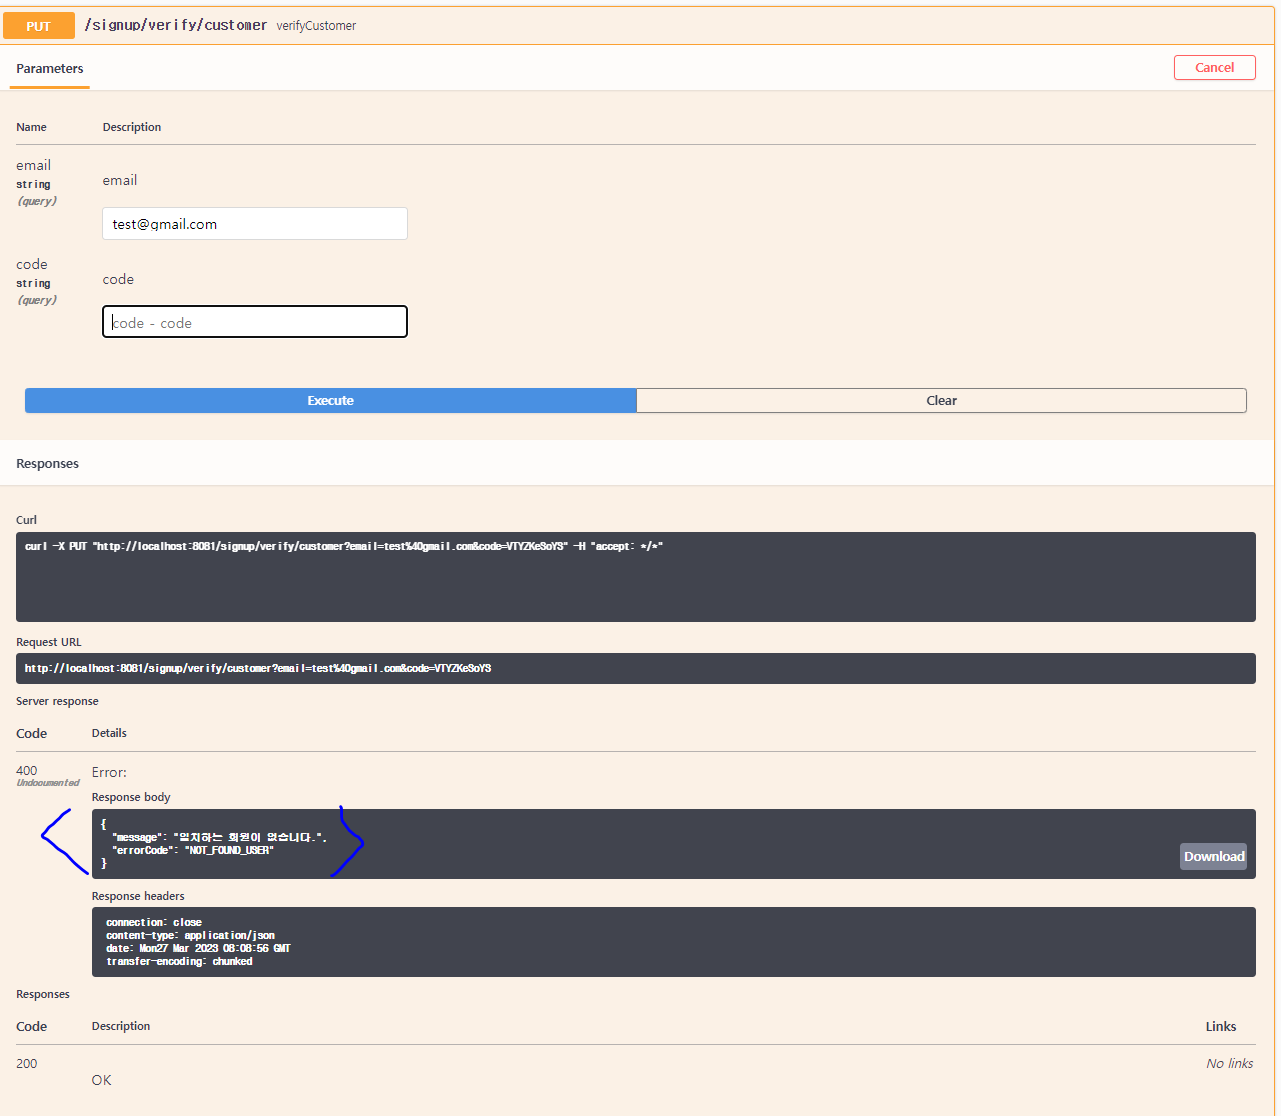 PUT /signup/verify/customer verifyCustomer
Parameters
Cancel
Name Description
email
string
(query)
email
test@gmail.com
code
string
(query)
code
code - code
Execute Clear
Responses
Curl
curl -X PUT "http://localhost:8081/signup/verify/customer?email=test%40gmail.com&code=VTYZKeSoYS" -H "accept: */*"
Request URL
http://localhost:8081/signup/verify/customer?email=test%40gmail.com&code=VTYZKeSoYS
Server response
Code Details
400
Undocumented
Error:
Response body
{
"message": "일치하는 회원이 없습니다.",
"errorCode": "NOT_FOUND_USER"
}
Download
Response headers
connection: close
content-type: application/json
date: Mon27 Mar 2023 08:08:56 GMT
transfer-encoding: chunked
Responses
Code Description Links
200
OK
No links